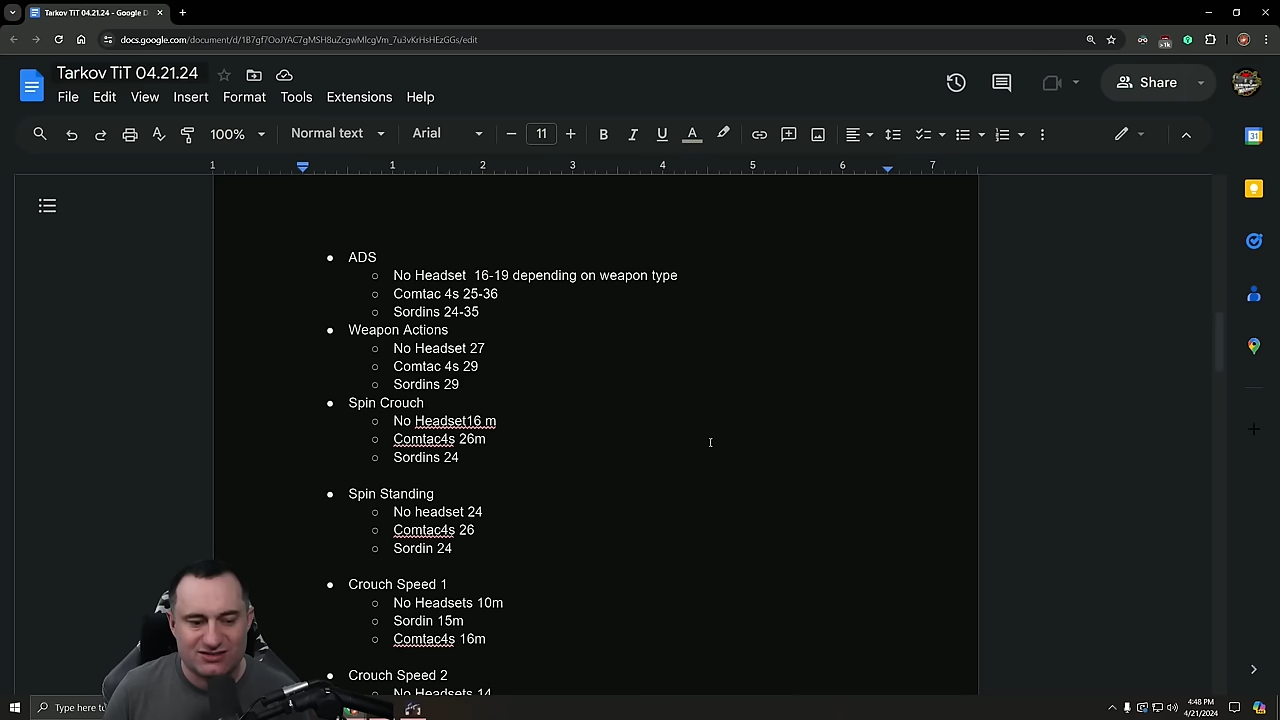 Tarkov TiT 04.21.24 - Google D
docs.google.com/document/d/1B7gf7OoJYAC7gMSH8uZcgwMlcgVm_7u3vKrHsHEzGGs/edit
Tarkov TiT 04.21.24
File Edit View Insert Format Tools Extensions Help
Share
100% Normal text Arial 11
1 1 2 3 4 5 6 7
ADS
No Headset 16-19 depending on weapon type
Comtac 4s 25-36
Sordins 24-35
Weapon Actions
No Headset 27
Comtac 4s 29
Sordins 29
Spin Crouch
No Headset16 m
Comtac4s 26m
Sordins 24
Spin Standing
No headset 24
Comtac4s 26
Sordin 24
Crouch Speed 1
No Headsets 10m
Sordin 15m
Comtac4s 16m
Crouch Speed 2
No Headsets 14
Type here to
4:48 PM
4/21/2024